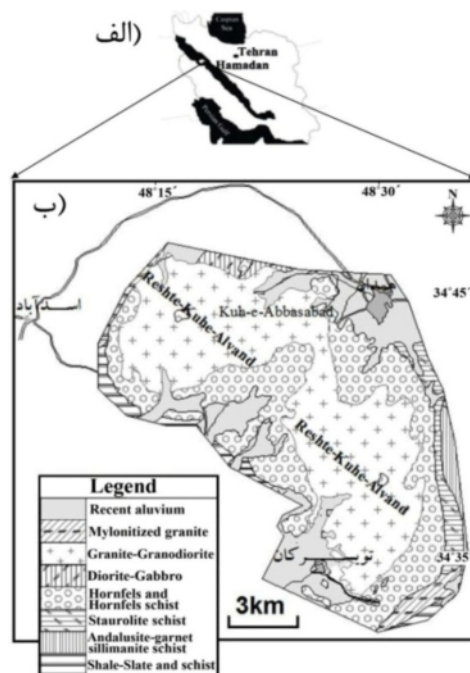 الف)
Caspian
Sea
Tehran
Hamadan
Persian Gulf
ب)
48˚15´
48˚30´
N
34˚45´
همدان
اسدآباد
Reshte-Kuhe-Alvand
Kuh-e-Abbasabad
Reshte-Kuhe-Alvand
34˚35´
تویسرکان
3km
Legend
Recent aluvium
Mylonitized granite
Granite-Granodiorite
Diorite-Gabbro
Hornfels and
Hornfels schist
Staurolite schist
Andalusite-garnet
sillimanite schist
Shale-Slate and schist